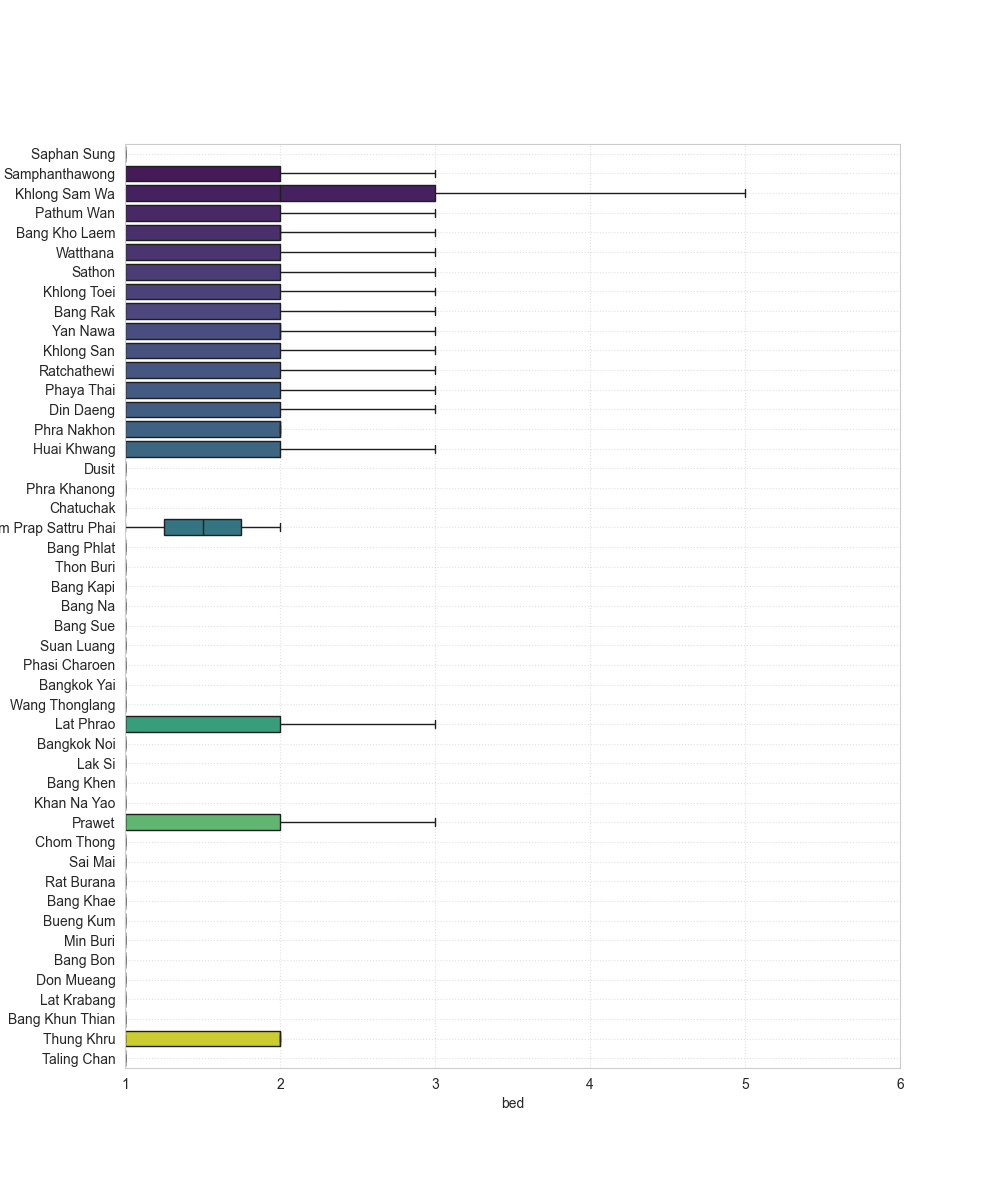 Saphan Sung
Samphanthawong
Khlong Sam Wa
Pathum Wan
Bang Kho Laem
Watthana
Sathon
Khlong Toei
Bang Rak
Yan Nawa
Khlong San
Ratchathewi
Phaya Thai
Din Daeng
Phra Nakhon
Huai Khwang
Dusit
Phra Khanong
Chatuchak
m Prap Sattru Phai
Bang Phlat
Thon Buri
Bang Kapi
Bang Na
Bang Sue
Suan Luang
Phasi Charoen
Bangkok Yai
Wang Thonglang
Lat Phrao
Bangkok Noi
Lak Si
Bang Khen
Khan Na Yao
Prawet
Chom Thong
Sai Mai
Rat Burana
Bang Khae
Bueng Kum
Min Buri
Bang Bon
Don Mueang
Lat Krabang
Bang Khun Thian
Thung Khru
Taling Chan
1 2 3 4 5 6
bed